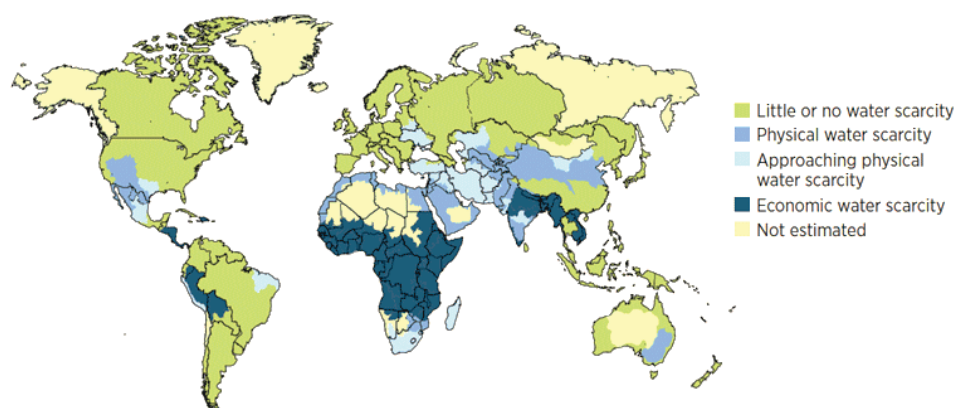 Little or no water scarcity
Physical water scarcity
Approaching physical
water scarcity
Economic water scarcity
Not estimated